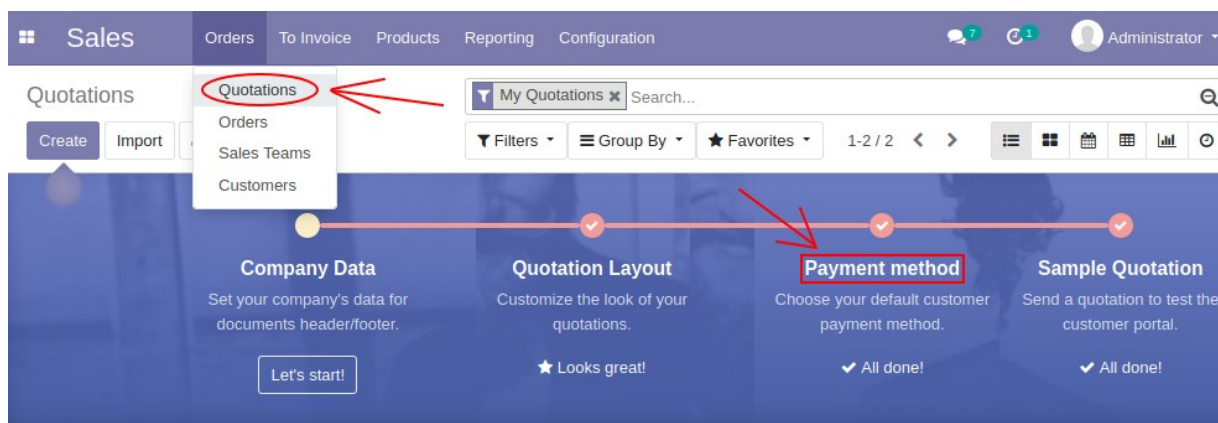 Sales Orders To Invoice Products Reporting Configuration 7 1 Administrator
Quotations Quotations My Quotations Search...
Orders
Create Import Filters Group By Favorites 1-2 / 2
Sales Teams
Customers
Company Data Quotation Layout Payment method Sample Quotation
Set your company's data for Customize the look of your Choose your default customer Send a quotation to test the
documents header/footer. quotations. payment method. customer portal.
Let's start! Looks great! All done! All done!